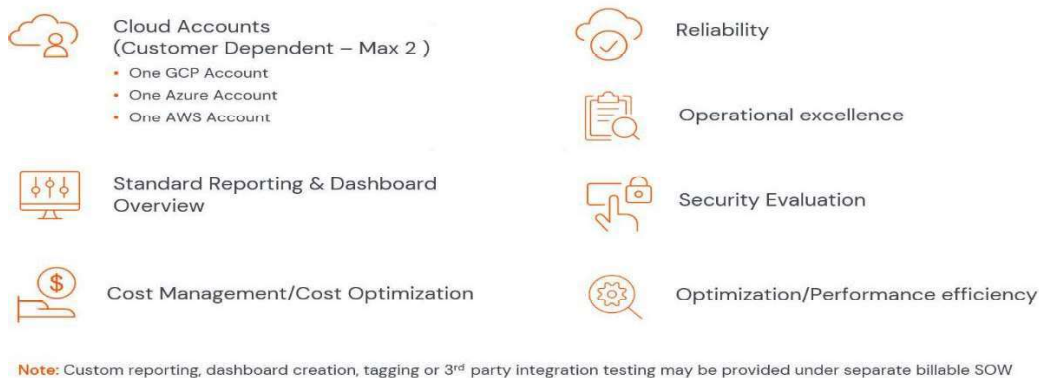 Cloud Accounts
(Customer Dependent – Max 2 )
▪ One GCP Account
▪ One Azure Account
▪ One AWS Account
Standard Reporting & Dashboard
Overview
$
Cost Management/Cost Optimization
Reliability
Operational excellence
Security Evaluation
Optimization/Performance efficiency
Note: Custom reporting, dashboard creation, tagging or 3rd party integration testing may be provided under separate billable SOW